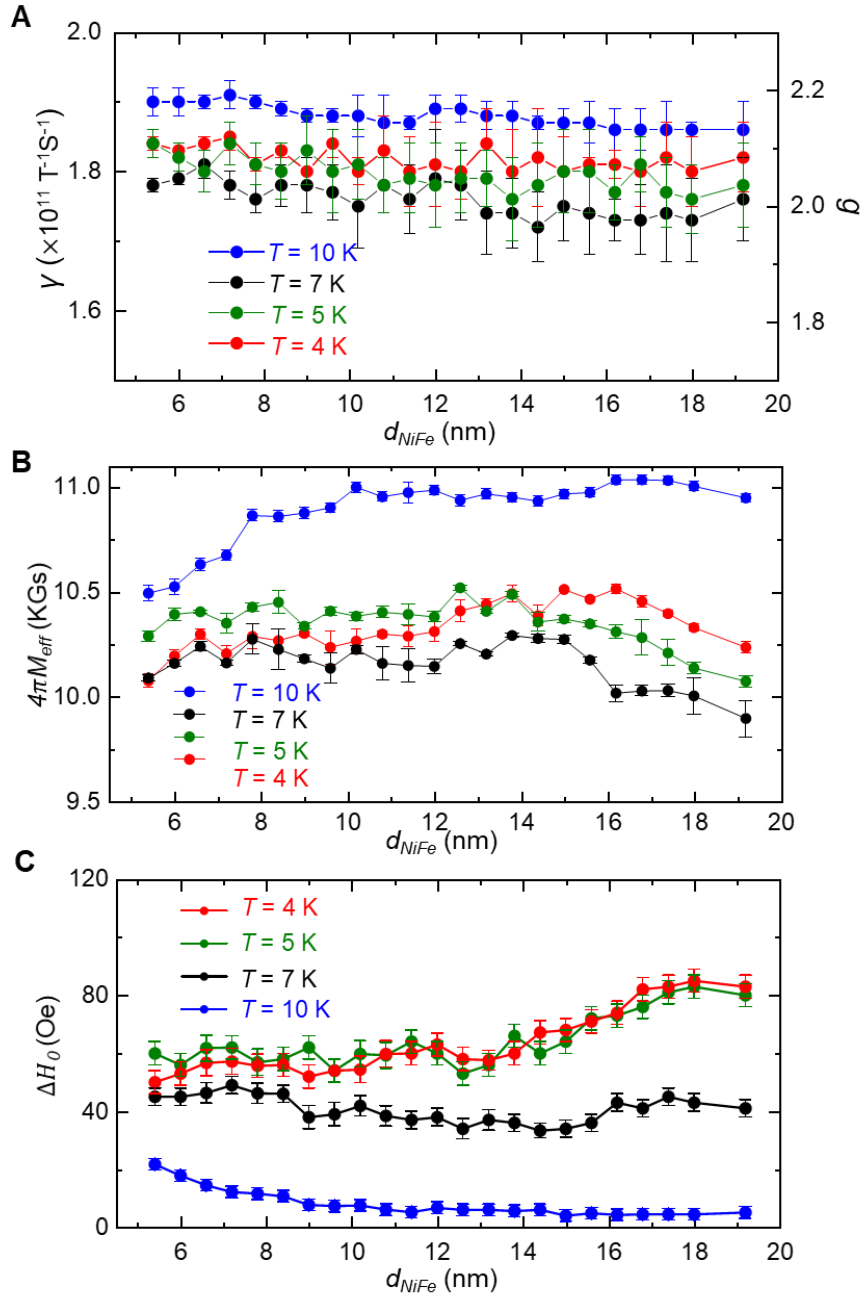 A
2.0
1.9
1.8
1.6
2.2
2.0
1.8
γ (×10¹¹ T⁻¹S⁻¹)
g
T = 10 K
T = 7 K
T = 5 K
T = 4 K
6 8 10 12 14 16 18 20
d_NiFe (nm)
B
11.0
10.5
10.0
9.5
4πM_eff (KGs)
T = 10 K
T = 7 K
T = 5 K
T = 4 K
6 8 10 12 14 16 18 20
d_NiFe (nm)
C
120
80
40
0
ΔH₀ (Oe)
T = 4 K
T = 5 K
T = 7 K
T = 10 K
6 8 10 12 14 16 18 20
d_NiFe (nm)